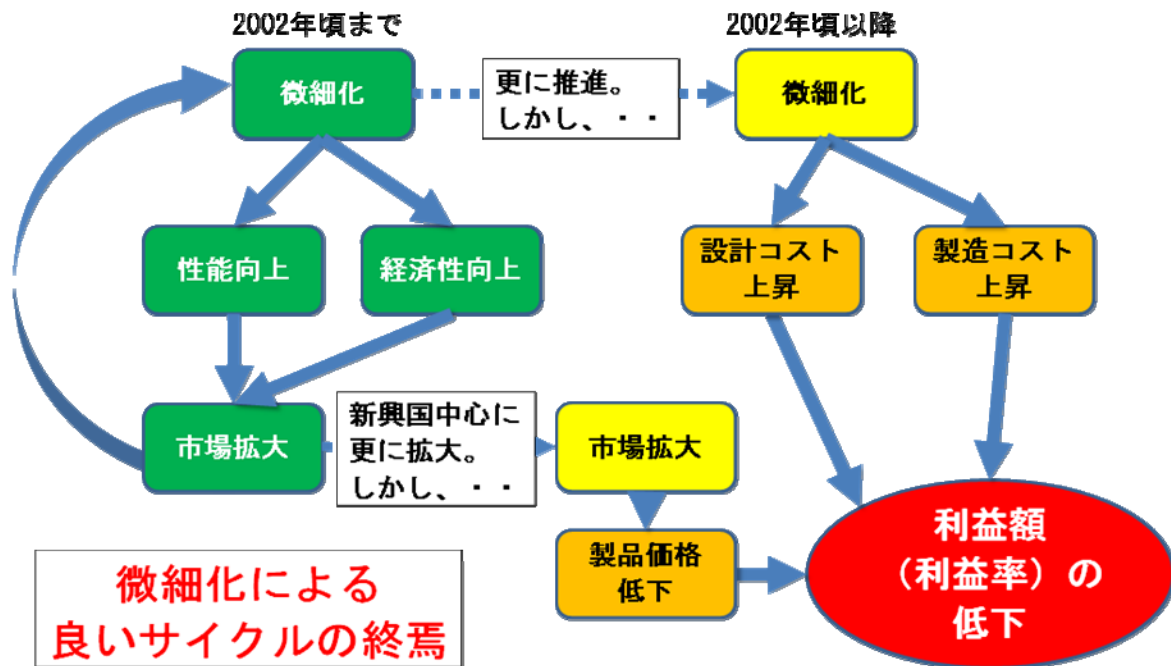 2002年頃まで
2002年頃以降
微細化
更に推進。
しかし、・・
微細化
性能向上
経済性向上
設計コスト
上昇
製造コスト
上昇
市場拡大
新興国中心に
更に拡大。
しかし、・・
市場拡大
製品価格
低下
利益額
（利益率）の
低下
微細化による
良いサイクルの終焉